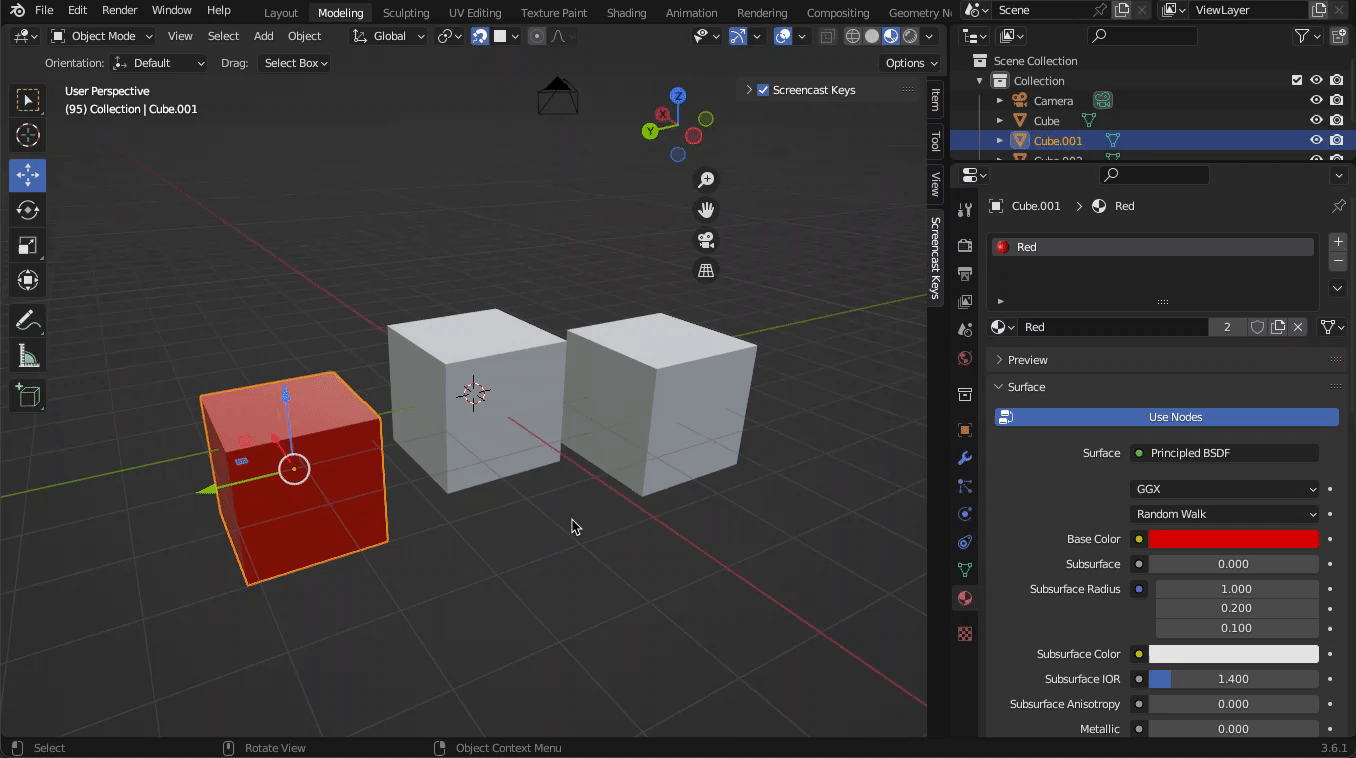 File Edit Render Window Help Layout Modeling Sculpting UV Editing Texture Paint Shading Animation Rendering Compositing Geometry N Scene ViewLayer
Object Mode View Select Add Object Global
Orientation: Default Drag: Select Box Options
User Perspective
(95) Collection | Cube.001
Screencast Keys
Z
X
Y
Item
Tool
View
Screencast Keys
Scene Collection
Collection
Camera
Cube
Cube.001
Cube.002
Cube.001 > Red
Red
Red 2
Preview
Surface
Use Nodes
Surface Principled BSDF
GGX
Random Walk
Base Color
Subsurface 0.000
Subsurface Radius 1.000
0.200
0.100
Subsurface Color
Subsurface IOR 1.400
Subsurface Anisotropy 0.000
Metallic 0.000
Select Rotate View Object Context Menu 3.6.1